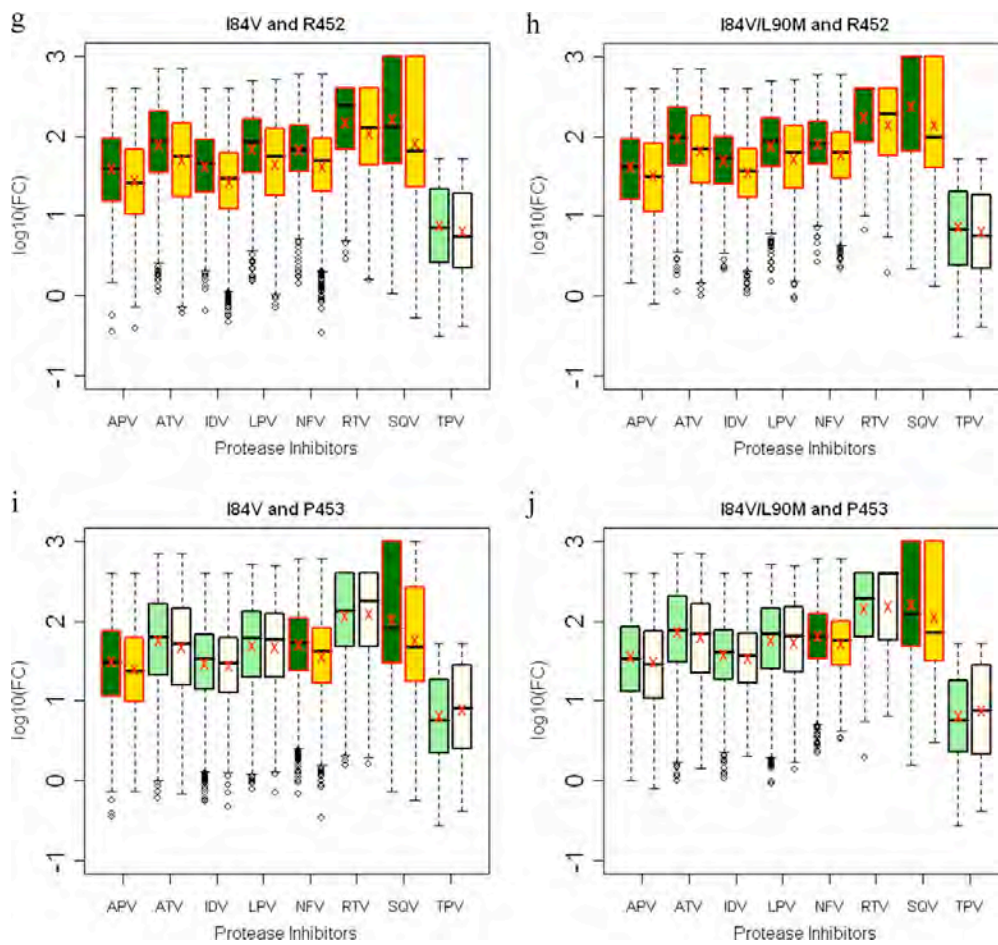 g
I84V and R452
log10(FC)
3
2
1
0
-1
APV ATV IDV LPV NFV RTV SQV TPV
Protease Inhibitors
h
I84V/L90M and R452
log10(FC)
3
2
1
0
-1
APV ATV IDV LPV NFV RTV SQV TPV
Protease Inhibitors
i
I84V and P453
log10(FC)
3
2
1
0
-1
APV ATV IDV LPV NFV RTV SQV TPV
Protease Inhibitors
j
I84V/L90M and P453
log10(FC)
3
2
1
0
-1
APV ATV IDV LPV NFV RTV SQV TPV
Protease Inhibitors